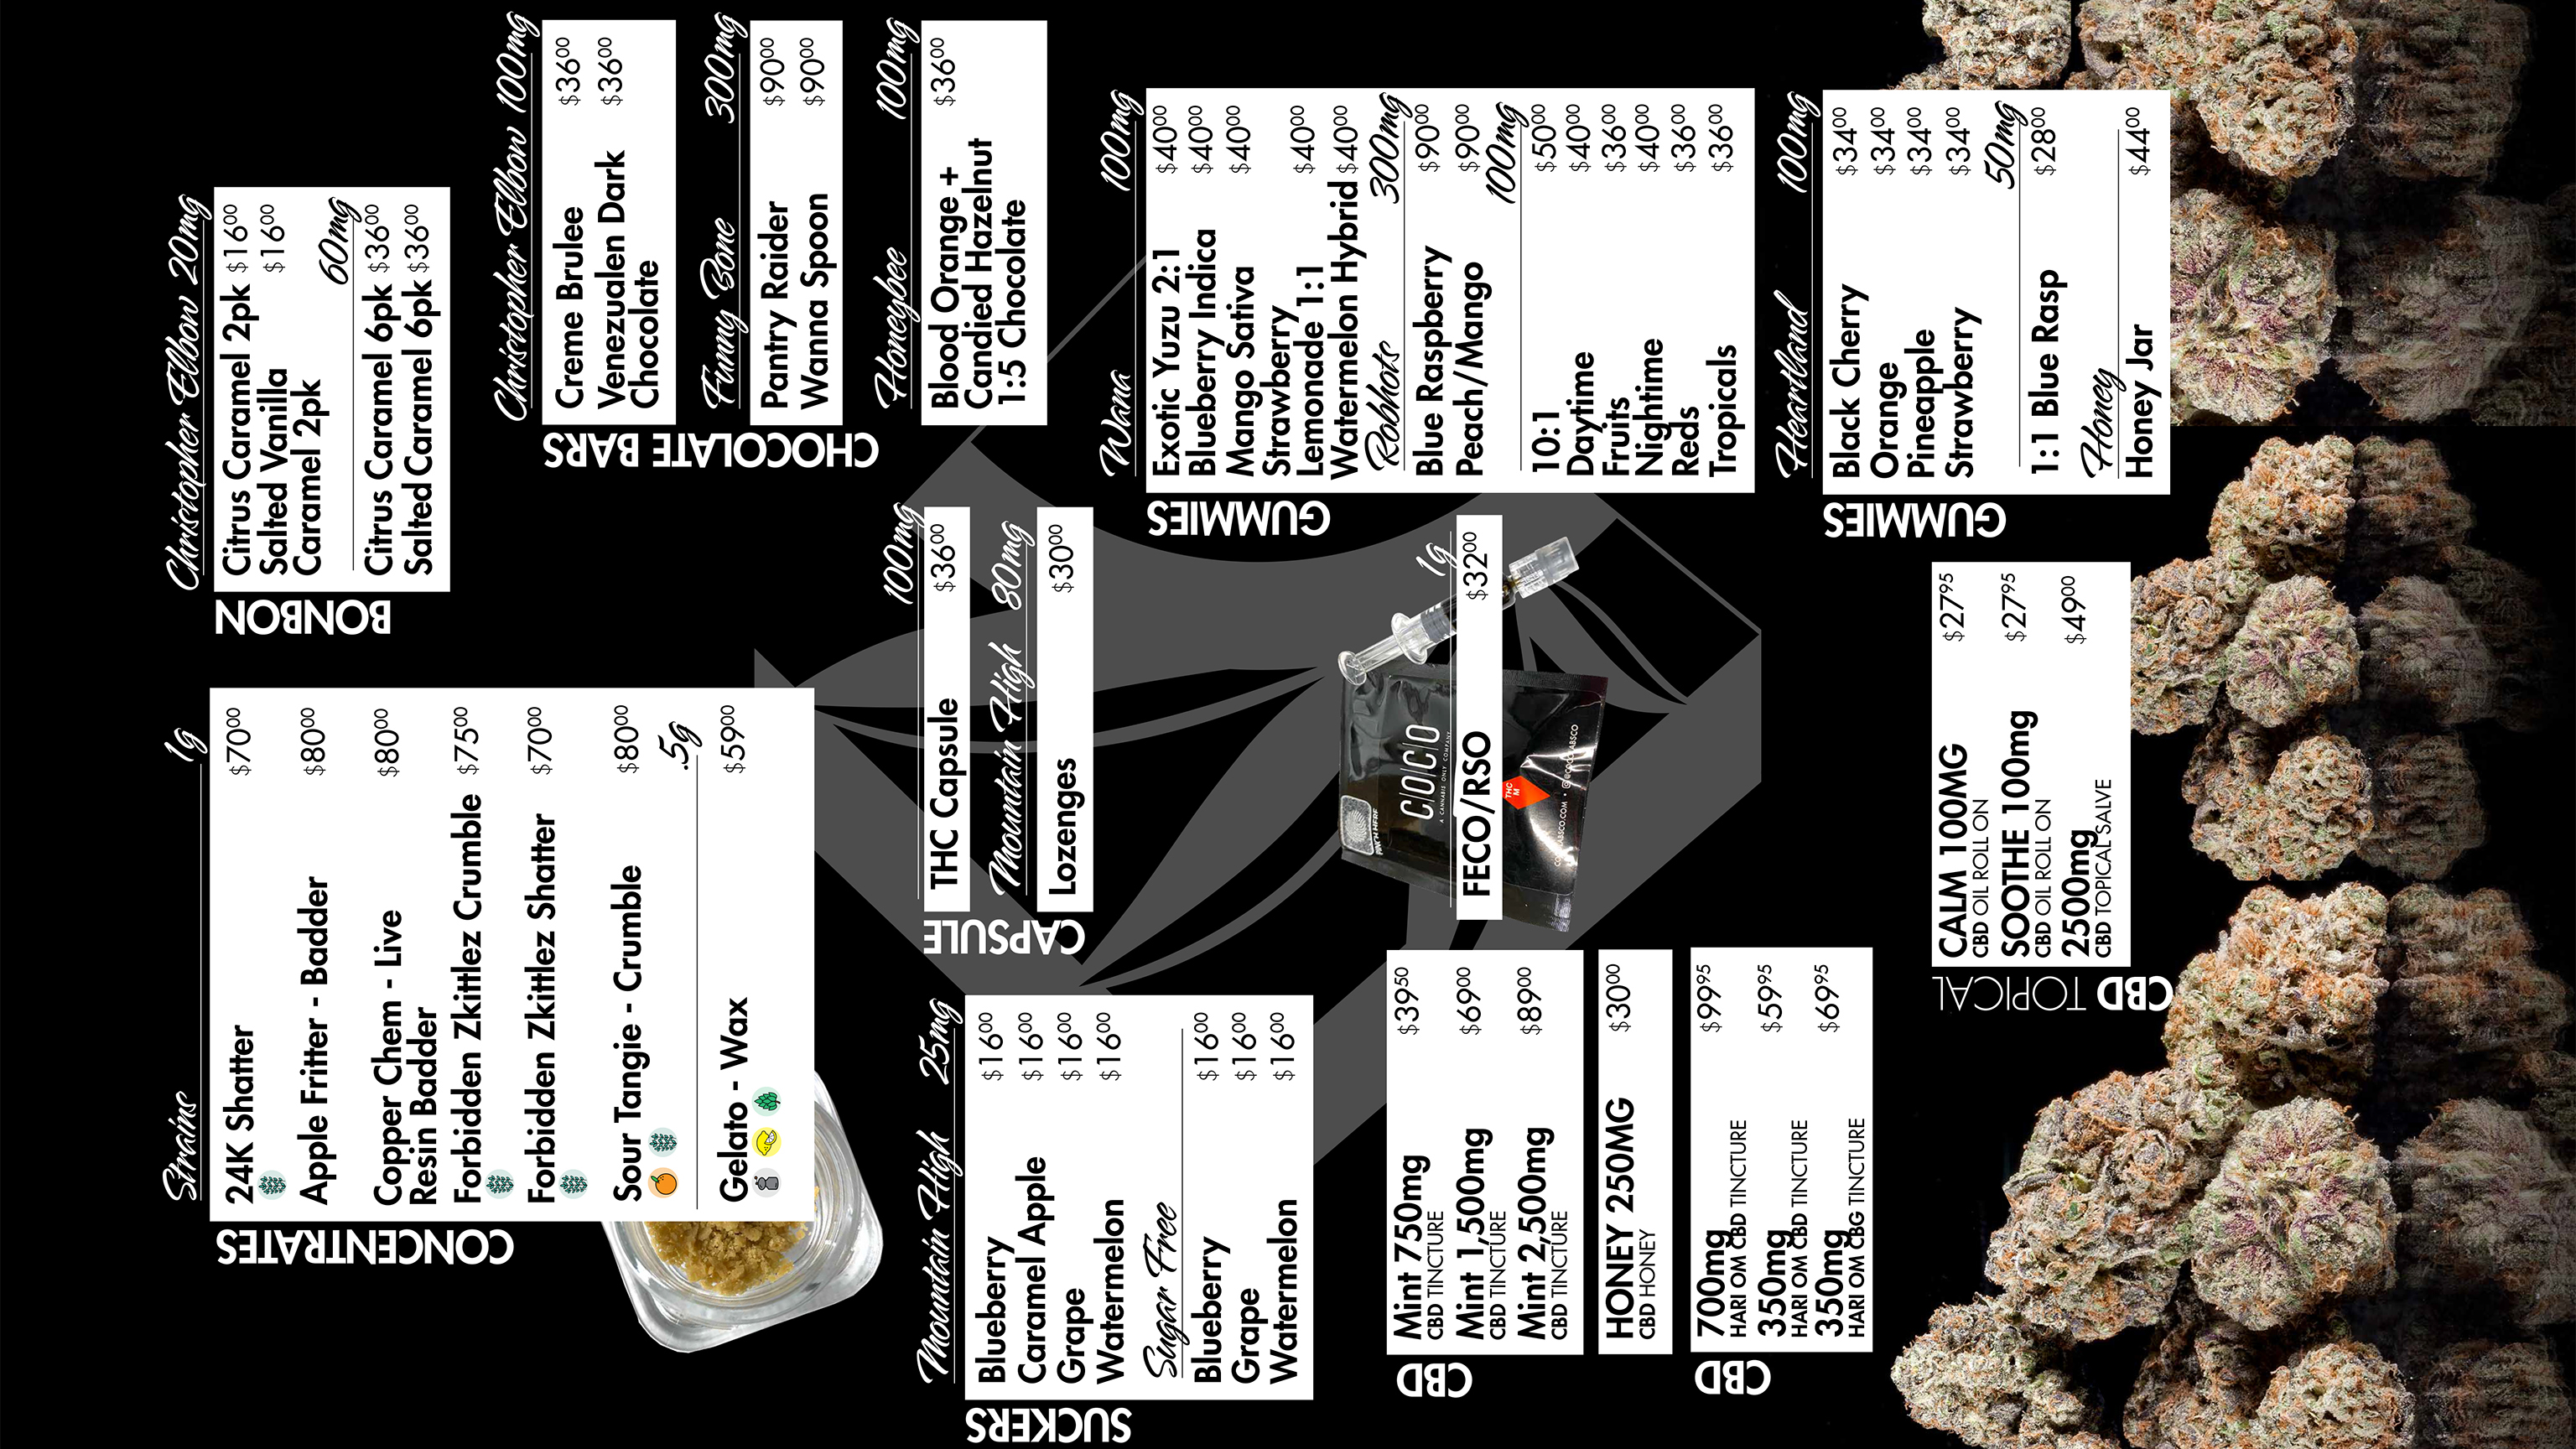 CONCENTRATES
Strains 1g
24K Shatter $70⁰⁰
Apple Fritter - Badder $80⁰⁰
Copper Chem - Live $80⁰⁰
Resin Badder
Forbidden Zkittlez Crumble $75⁰⁰
Forbidden Zkittlez Shatter $70⁰⁰
Sour Tangie - Crumble $80⁰⁰
.5g
Gelato - Wax $59⁰⁰
BONBON
Christopher Elbow 20mg
Citrus Caramel 2pk $16⁰⁰
Salted Vanilla $16⁰⁰
Caramel 2pk
60mg
Citrus Caramel 6pk $36⁰⁰
Salted Caramel 6pk $36⁰⁰
CHOCOLATE BARS
Christopher Elbow 100mg
Creme Brulee $36⁰⁰
Venezualen Dark $36⁰⁰
Chocolate
Funny Bone 300mg
Pantry Raider $90⁰⁰
Wanna Spoon $90⁰⁰
Honeybee 100mg
Blood Orange + $36⁰⁰
Candied Hazelnut
1:5 Chocolate
SUCKERS
Mountain High 25mg
Blueberry $16⁰⁰
Caramel Apple $16⁰⁰
Grape $16⁰⁰
Watermelon $16⁰⁰
Sugar Free
Blueberry $16⁰⁰
Grape $16⁰⁰
Watermelon $16⁰⁰
CAPSULE
100mg
THC Capsule $36⁰⁰
Mountain High 80mg
Lozenges $30⁰⁰
GUMMIES
Wana 100mg
Exotic Yuzu 2:1 $40⁰⁰
Blueberry Indica $40⁰⁰
Mango Sativa $40⁰⁰
Strawberry
Lemonade 1:1 $40⁰⁰
Watermelon Hybrid $40⁰⁰
Robhots 300mg
Blue Raspberry $90⁰⁰
Peach/Mango $90⁰⁰
100mg
10:1 $50⁰⁰
Daytime $40⁰⁰
Fruits $36⁰⁰
Nightime $40⁰⁰
Reds $36⁰⁰
Tropicals $36⁰⁰
1g
FECO/RSO $32⁰⁰
PINCH HERE
C|O|C|O
A CANNABIS ONLY COMPANY
THC
M
CBD
Mint 750mg $39⁵⁰
CBD TINCTURE
Mint 1,500mg $69⁰⁰
CBD TINCTURE
Mint 2,500mg $89⁰⁰
CBD TINCTURE
HONEY 250MG $30⁰⁰
CBD HONEY
CBD
700mg $99⁹⁵
HARI OM CBD TINCTURE
350mg $59⁹⁵
HARI OM CBD TINCTURE
350mg $69⁹⁵
HARI OM CBG TINCTURE
GUMMIES
Heartland 100mg
Black Cherry $34⁰⁰
Orange $34⁰⁰
Pineapple $34⁰⁰
Strawberry $34⁰⁰
50mg
1:1 Blue Rasp $28⁰⁰
Honey
Honey Jar $44⁰⁰
CBD TOPICAL
CALM 100MG $27⁹⁵
CBD OIL ROLL ON
SOOTHE 100mg $27⁹⁵
CBD OIL ROLL ON
2500mg $49⁰⁰
CBD TOPICAL SALVE